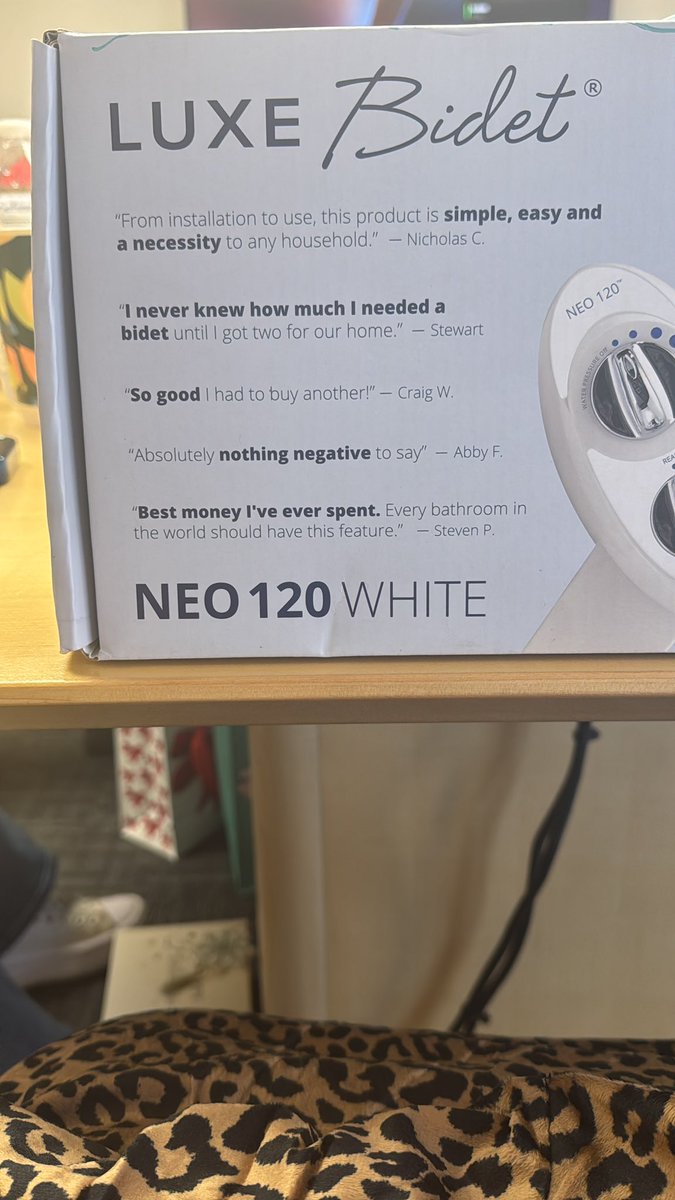 LUXE Bidet®
“From installation to use, this product is simple, easy and
a necessity to any household.” — Nicholas C.
“I never knew how much I needed a
bidet until I got two for our home.” — Stewart
“So good I had to buy another!” — Craig W.
“Absolutely nothing negative to say” — Abby F.
“Best money I've ever spent. Every bathroom in
the world should have this feature.” — Steven P.
NEO 120 WHITE
NEO 120™
WATER PRESSURE OFF